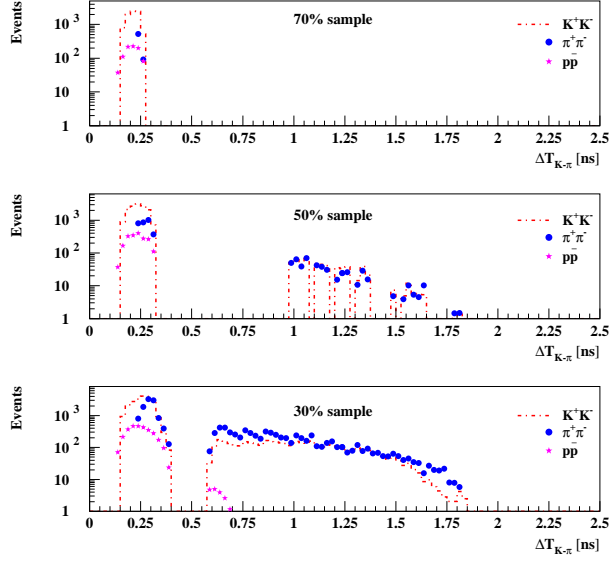 Events
10³
10²
10
1
70% sample
K⁺K⁻
π⁺π⁻
pp̅
0 0.25 0.5 0.75 1 1.25 1.5 1.75 2 2.25 2.5
ΔT_K-π [ns]
Events
10³
10²
10
1
50% sample
K⁺K⁻
π⁺π⁻
pp̅
0 0.25 0.5 0.75 1 1.25 1.5 1.75 2 2.25 2.5
ΔT_K-π [ns]
Events
10³
10²
10
1
30% sample
K⁺K⁻
π⁺π⁻
pp̅
0 0.25 0.5 0.75 1 1.25 1.5 1.75 2 2.25 2.5
ΔT_K-π [ns]